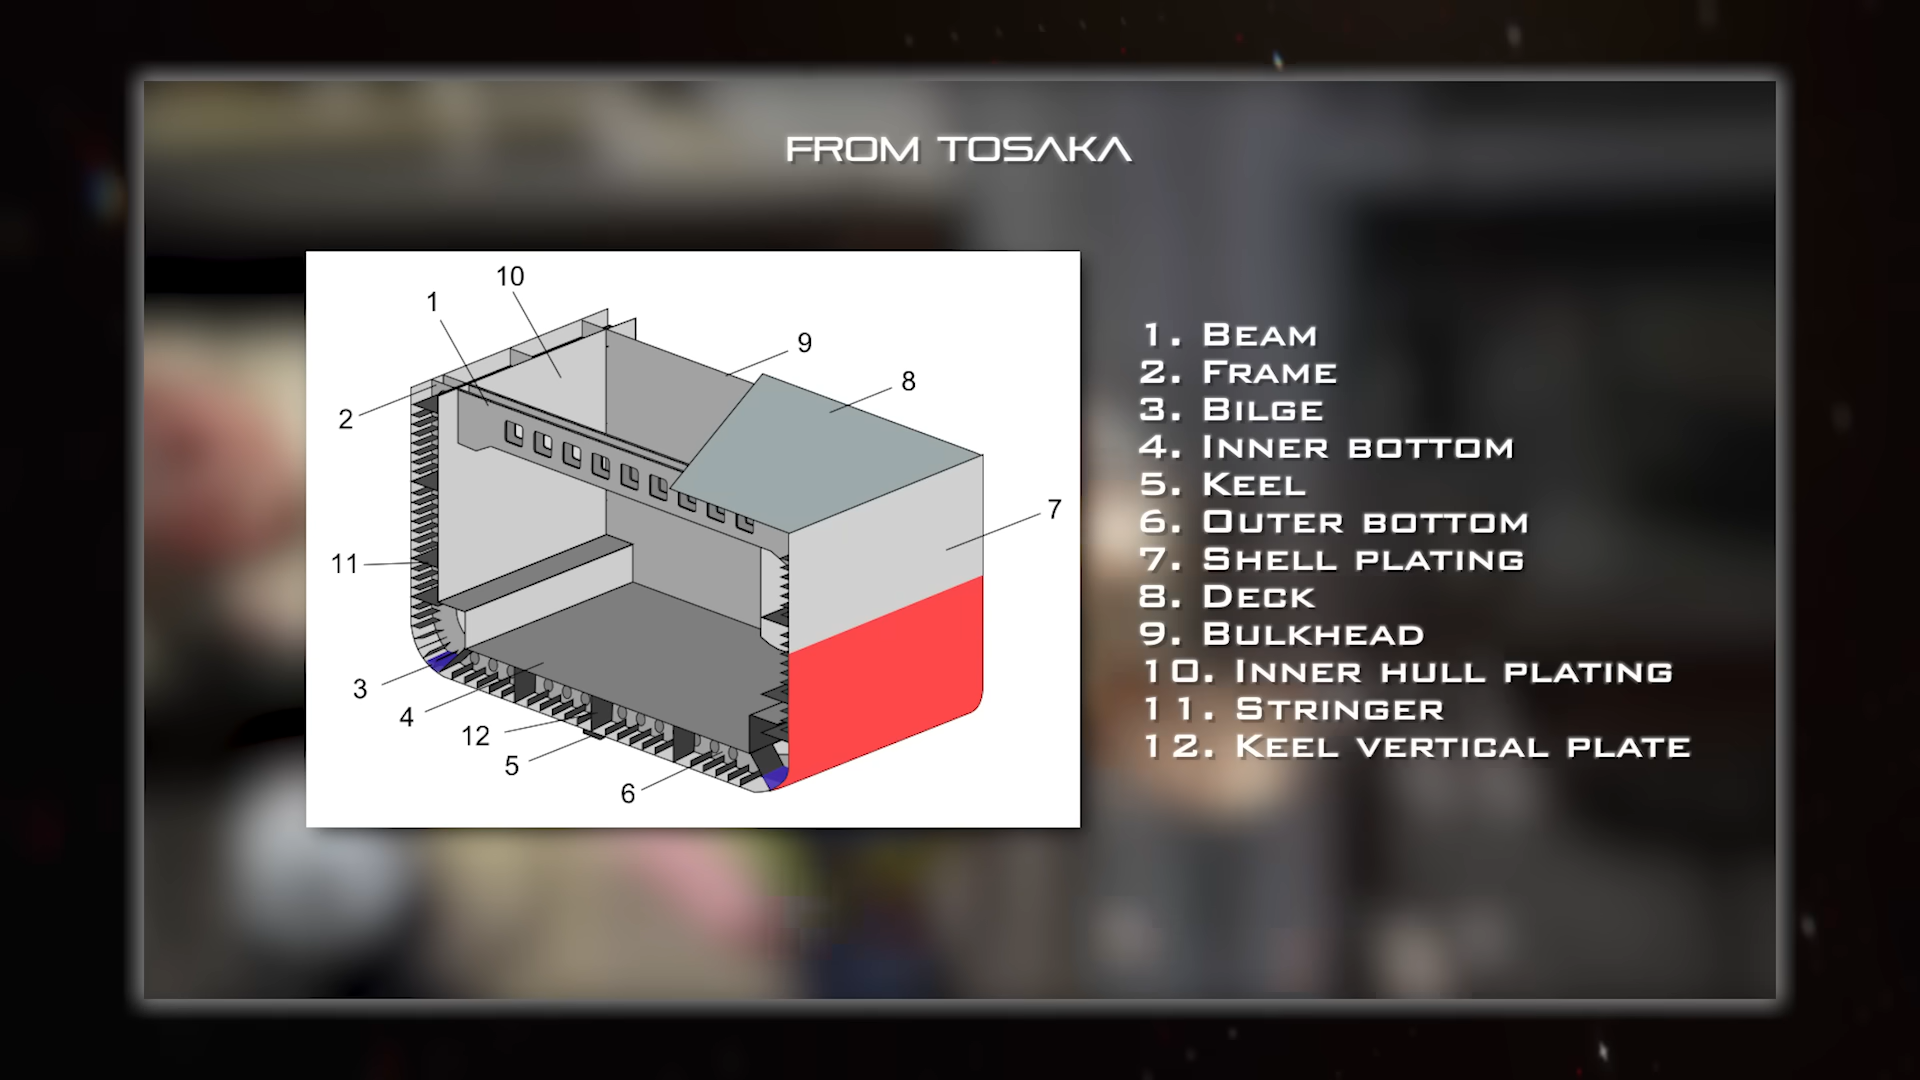 FROM TOSAKA
10
1
9
8
2
7
11
3
4
12
5
6
1. BEAM
2. FRAME
3. BILGE
4. INNER BOTTOM
5. KEEL
6. OUTER BOTTOM
7. SHELL PLATING
8. DECK
9. BULKHEAD
10. INNER HULL PLATING
11. STRINGER
12. KEEL VERTICAL PLATE